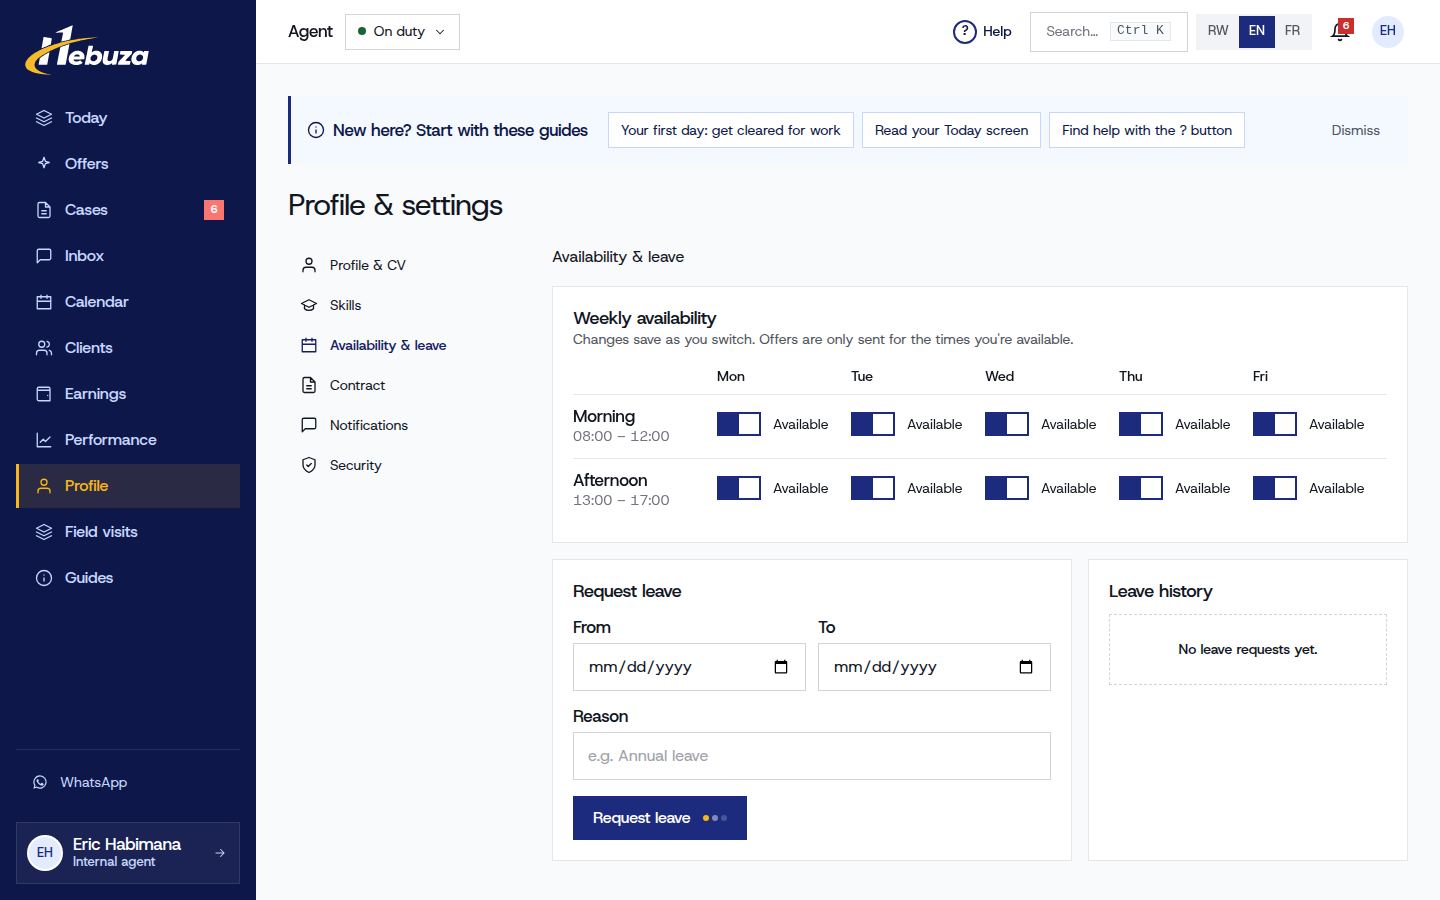 Hebuza
Today
Offers
Cases 6
Inbox
Calendar
Clients
Earnings
Performance
Profile
Field visits
Guides
WhatsApp
EH
Eric Habimana
Internal agent
Agent On duty
? Help Search... Ctrl K RW EN FR 6 EH
New here? Start with these guides Your first day: get cleared for work Read your Today screen Find help with the ? button Dismiss
Profile & settings
Profile & CV
Skills
Availability & leave
Contract
Notifications
Security
Availability & leave
Weekly availability
Changes save as you switch. Offers are only sent for the times you're available.
Mon Tue Wed Thu Fri
Morning
08:00 – 12:00
Available Available Available Available Available
Afternoon
13:00 – 17:00
Available Available Available Available Available
Request leave
From To
mm/dd/yyyy mm/dd/yyyy
Reason
e.g. Annual leave
Request leave
Leave history
No leave requests yet.